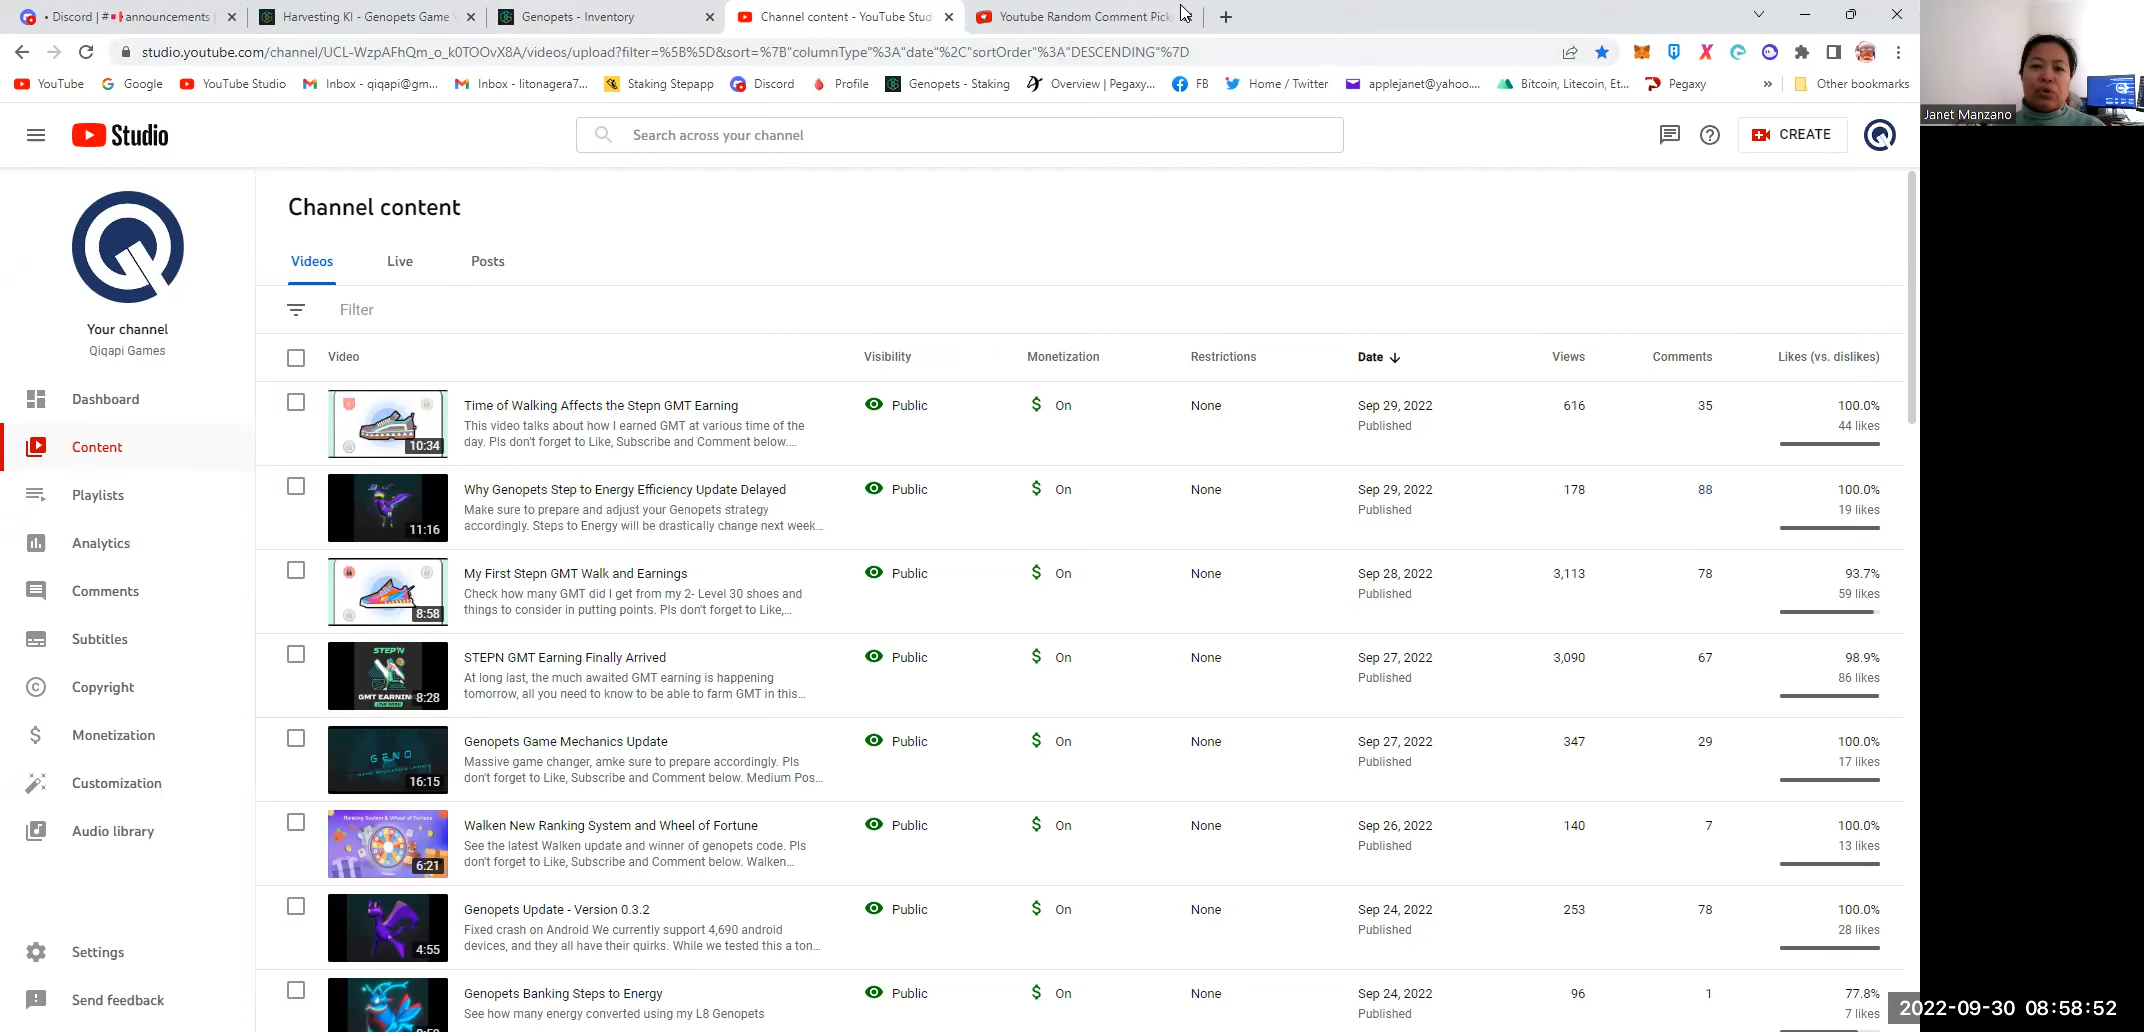 Discord | # announcements |
Harvesting KI - Genopets Game
Genopets - Inventory
Channel content - YouTube Stud
Youtube Random Comment Pick
studio.youtube.com/channel/UCL-WzpAFhQm_o_k0TOOvX8A/videos/upload?filter=%5B%5D&sort=%7B"columnType"%3A"date"%2C"sortOrder"%3A"DESCENDING"%7D
YouTube Google YouTube Studio Inbox - qiqapi@gm... Inbox - litonagera7... Staking Stepapp Discord Profile Genopets - Staking Overview | Pegaxy... FB Home / Twitter applejanet@yahoo.... Bitcoin, Litecoin, Et... Pegaxy » Other bookmarks
Janet Manzano
Studio
Search across your channel
CREATE
Your channel
Qiqapi Games
Dashboard
Content
Playlists
Analytics
Comments
Subtitles
Copyright
Monetization
Customization
Audio library
Settings
Send feedback
Channel content
Videos Live Posts
Filter
Video Visibility Monetization Restrictions Date Views Comments Likes (vs. dislikes)
10:34
Time of Walking Affects the Stepn GMT Earning Public $ On None Sep 29, 2022 616 35 100.0%
This video talks about how I earned GMT at various time of the Published 44 likes
day. Pls don't forget to Like, Subscribe and Comment below....
11:16
Why Genopets Step to Energy Efficiency Update Delayed Public $ On None Sep 29, 2022 178 88 100.0%
Make sure to prepare and adjust your Genopets strategy Published 19 likes
accordingly. Steps to Energy will be drastically change next week...
8:58
My First Stepn GMT Walk and Earnings Public $ On None Sep 28, 2022 3,113 78 93.7%
Check how many GMT did I get from my 2- Level 30 shoes and Published 59 likes
things to consider in putting points. Pls don't forget to Like,...
STEP'N
GMT EARNING
8:28
STEPN GMT Earning Finally Arrived Public $ On None Sep 27, 2022 3,090 67 98.9%
At long last, the much awaited GMT earning is happening Published 86 likes
tomorrow, all you need to know to be able to farm GMT in this...
GENO
16:15
Genopets Game Mechanics Update Public $ On None Sep 27, 2022 347 29 100.0%
Massive game changer, amke sure to prepare accordingly. Pls Published 17 likes
don't forget to Like, Subscribe and Comment below. Medium Pos...
Ranking System & Wheel of Fortune
6:21
Walken New Ranking System and Wheel of Fortune Public $ On None Sep 26, 2022 140 7 100.0%
See the latest Walken update and winner of genopets code. Pls Published 13 likes
don't forget to Like, Subscribe and Comment below. Walken...
4:55
Genopets Update - Version 0.3.2 Public $ On None Sep 24, 2022 253 78 100.0%
Fixed crash on Android We currently support 4,690 android Published 28 likes
devices, and they all have their quirks. While we tested this a ton...
Genopets Banking Steps to Energy Public $ On None Sep 24, 2022 96 1 77.8%
See how many energy converted using my L8 Genopets Published 7 likes
2022-09-30 08:58:52